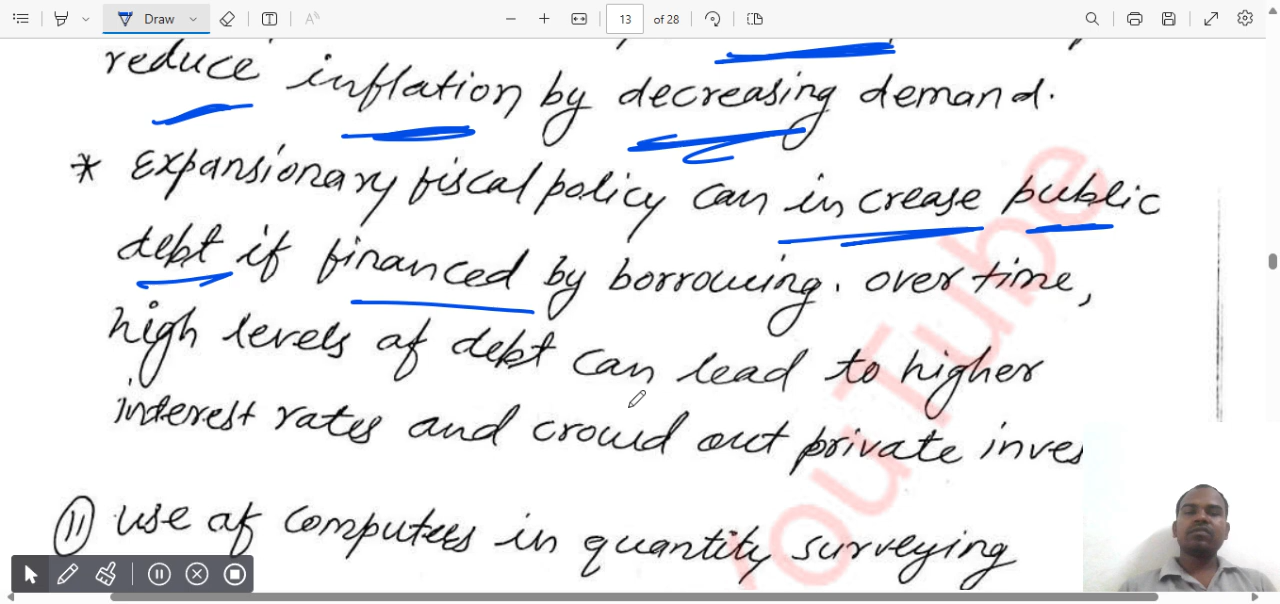 Draw
13 of 28
reduce inflation by decreasing demand.
* Expansionary fiscal policy can increase public
debt if financed by borrowing. over time,
high levels of debt can lead to higher
interest rates and crowd out private inves
11 use of computers in quantity surveying
YouTube